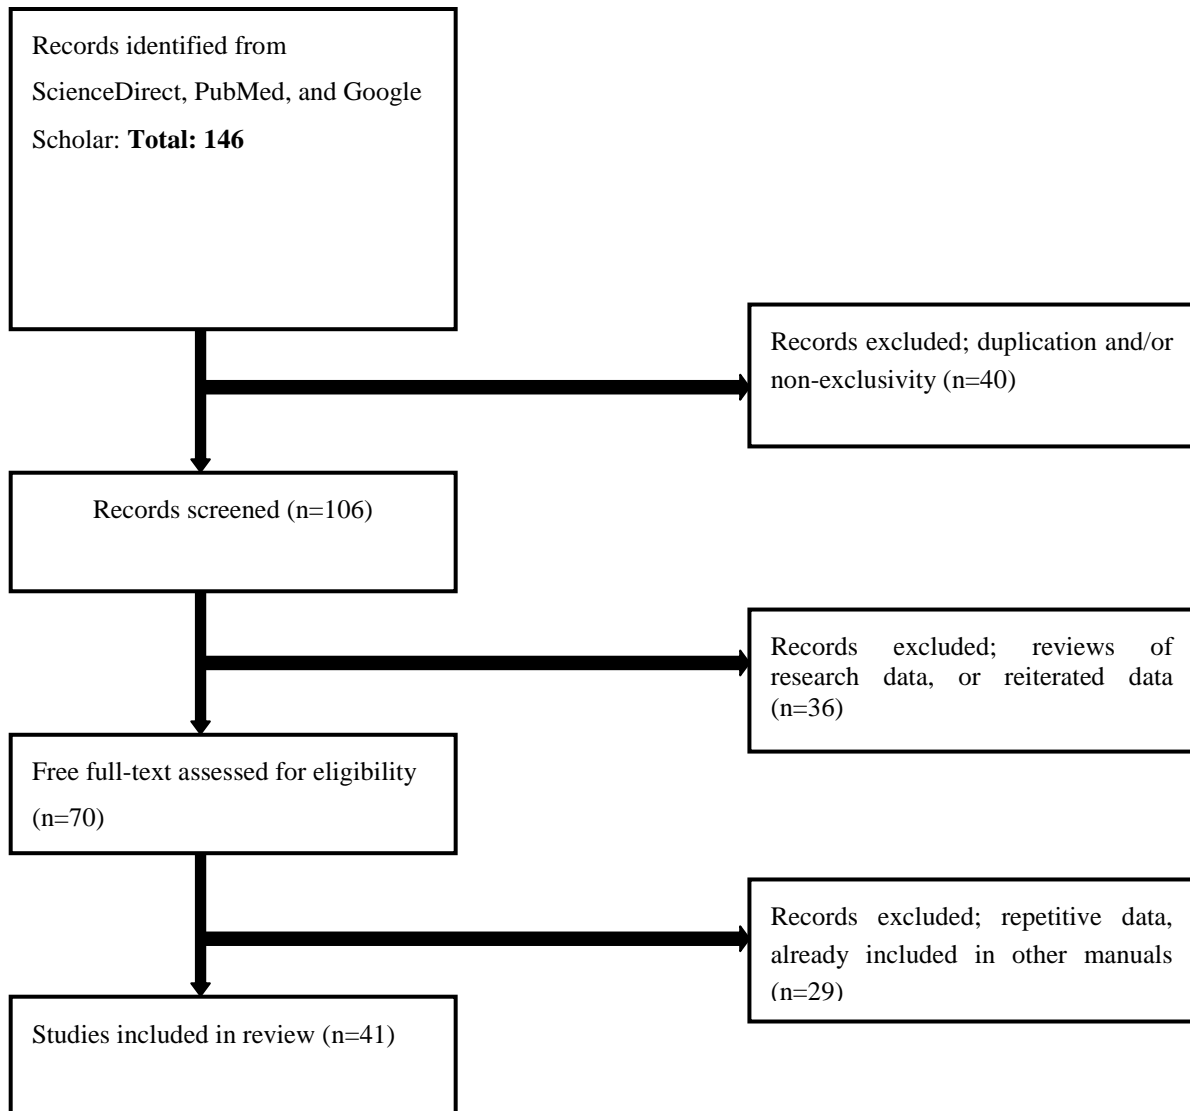 Records identified from
ScienceDirect, PubMed, and Google
Scholar: Total: 146
Records excluded; duplication and/or
non-exclusivity (n=40)
Records screened (n=106)
Records excluded; reviews of
research data, or reiterated data
(n=36)
Free full-text assessed for eligibility
(n=70)
Records excluded; repetitive data,
already included in other manuals
(n=29)
Studies included in review (n=41)